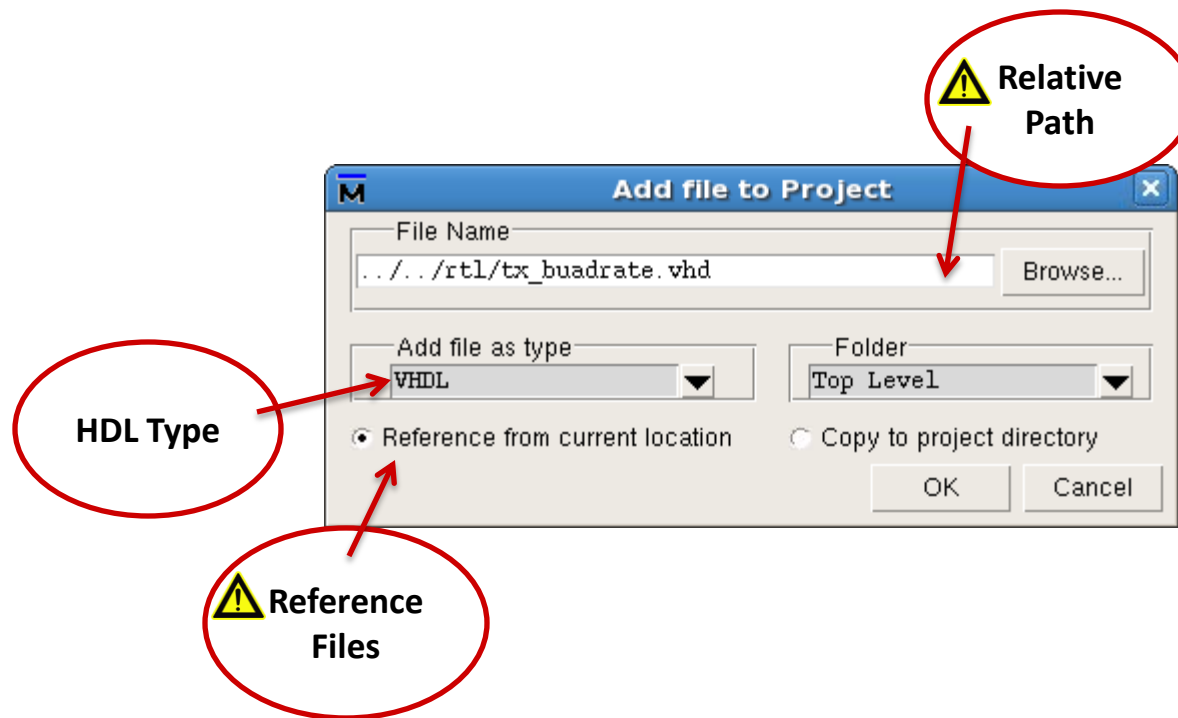 Relative
Path
Add file to Project
File Name
../../rtl/tx_buadrate.vhd
Browse...
Add file as type
Folder
VHDL
Top Level
HDL Type
Reference from current location
Copy to project directory
OK
Cancel
Reference
Files